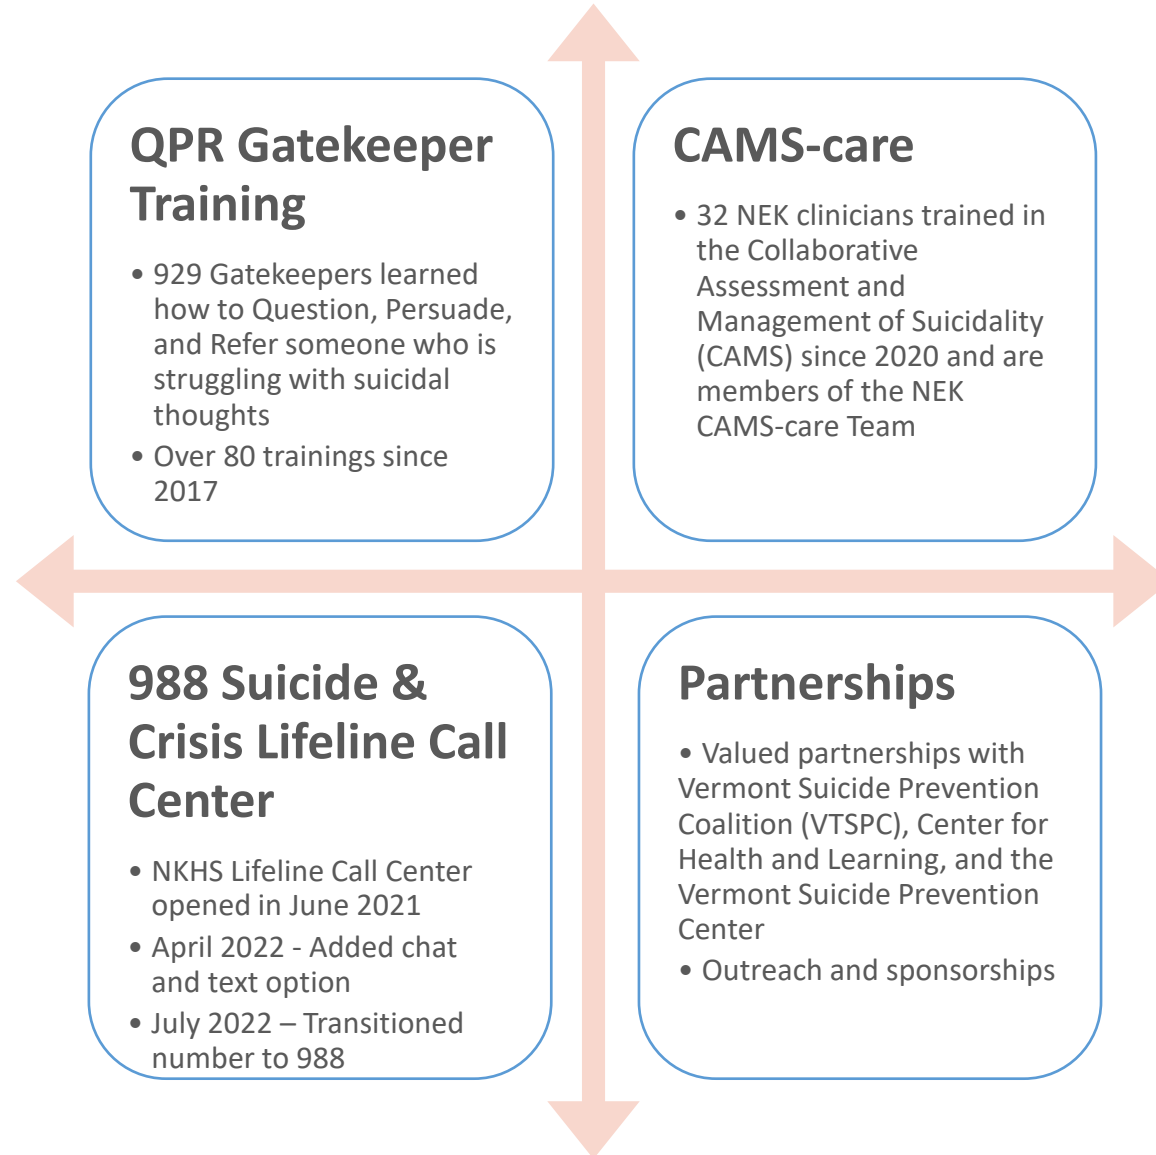 QPR Gatekeeper
Training
• 929 Gatekeepers learned
how to Question, Persuade,
and Refer someone who is
struggling with suicidal
thoughts
• Over 80 trainings since
2017
CAMS-care
• 32 NEK clinicians trained in
the Collaborative
Assessment and
Management of Suicidality
(CAMS) since 2020 and are
members of the NEK
CAMS-care Team
988 Suicide &
Crisis Lifeline Call
Center
• NKHS Lifeline Call Center
opened in June 2021
• April 2022 - Added chat
and text option
• July 2022 – Transitioned
number to 988
Partnerships
• Valued partnerships with
Vermont Suicide Prevention
Coalition (VTSPC), Center for
Health and Learning, and the
Vermont Suicide Prevention
Center
• Outreach and sponsorships